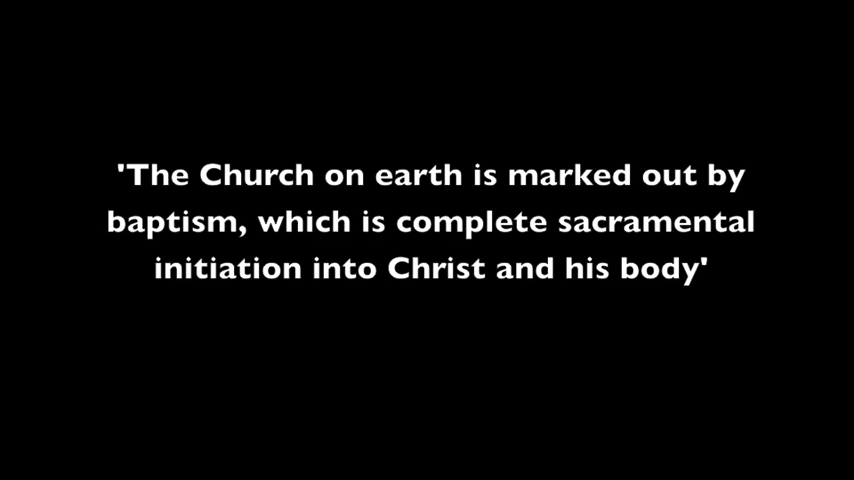 'The Church on earth is marked out by
baptism, which is complete sacramental
initiation into Christ and his body'